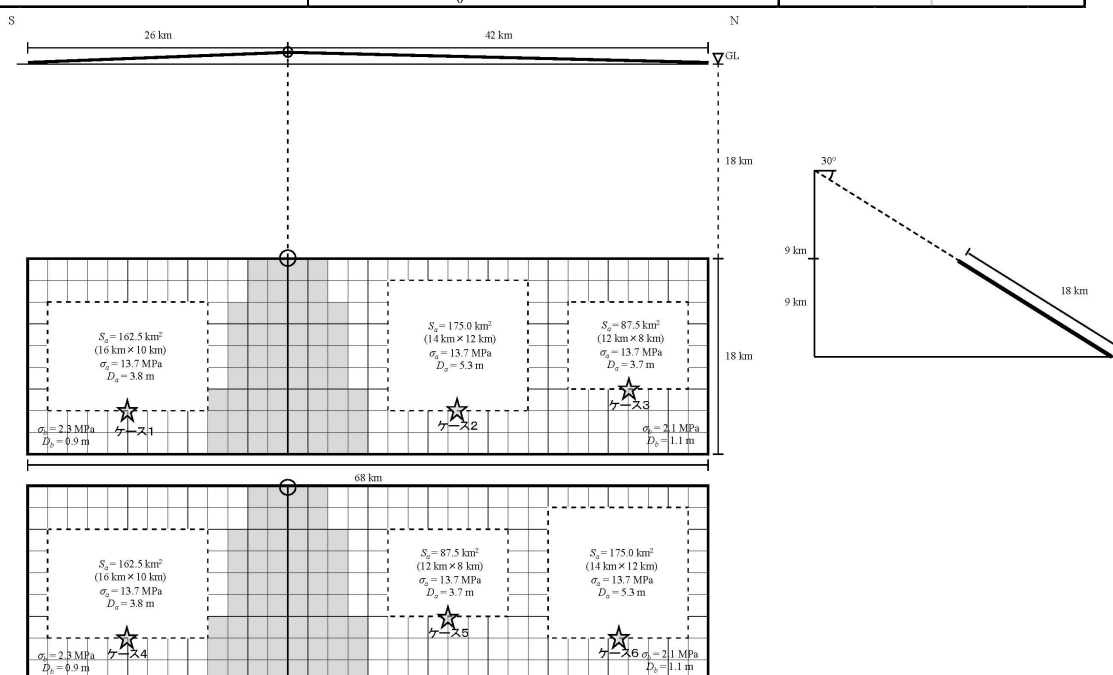 S
N
26 km
42 km
GL
18 km
30°
9 km
9 km
18 km
Sₐ = 162.5 km²
(16 km × 10 km)
σₐ = 13.7 MPa
Dₐ = 3.8 m
Sₐ = 175.0 km²
(14 km × 12 km)
σₐ = 13.7 MPa
Dₐ = 5.3 m
Sₐ = 87.5 km²
(12 km × 8 km)
σₐ = 13.7 MPa
Dₐ = 3.7 m
18 km
ケース1
ケース2
ケース3
σ_b = 2.3 MPa
D_b = 0.9 m
σ_b = 2.1 MPa
D_b = 1.1 m
68 km
Sₐ = 162.5 km²
(16 km × 10 km)
σₐ = 13.7 MPa
Dₐ = 3.8 m
Sₐ = 87.5 km²
(12 km × 8 km)
σₐ = 13.7 MPa
Dₐ = 3.7 m
Sₐ = 175.0 km²
(14 km × 12 km)
σₐ = 13.7 MPa
Dₐ = 5.3 m
ケース4
ケース5
ケース6
σ_b = 2.3 MPa
D_b = 0.9 m
σ_b = 2.1 MPa
D_b = 1.1 m